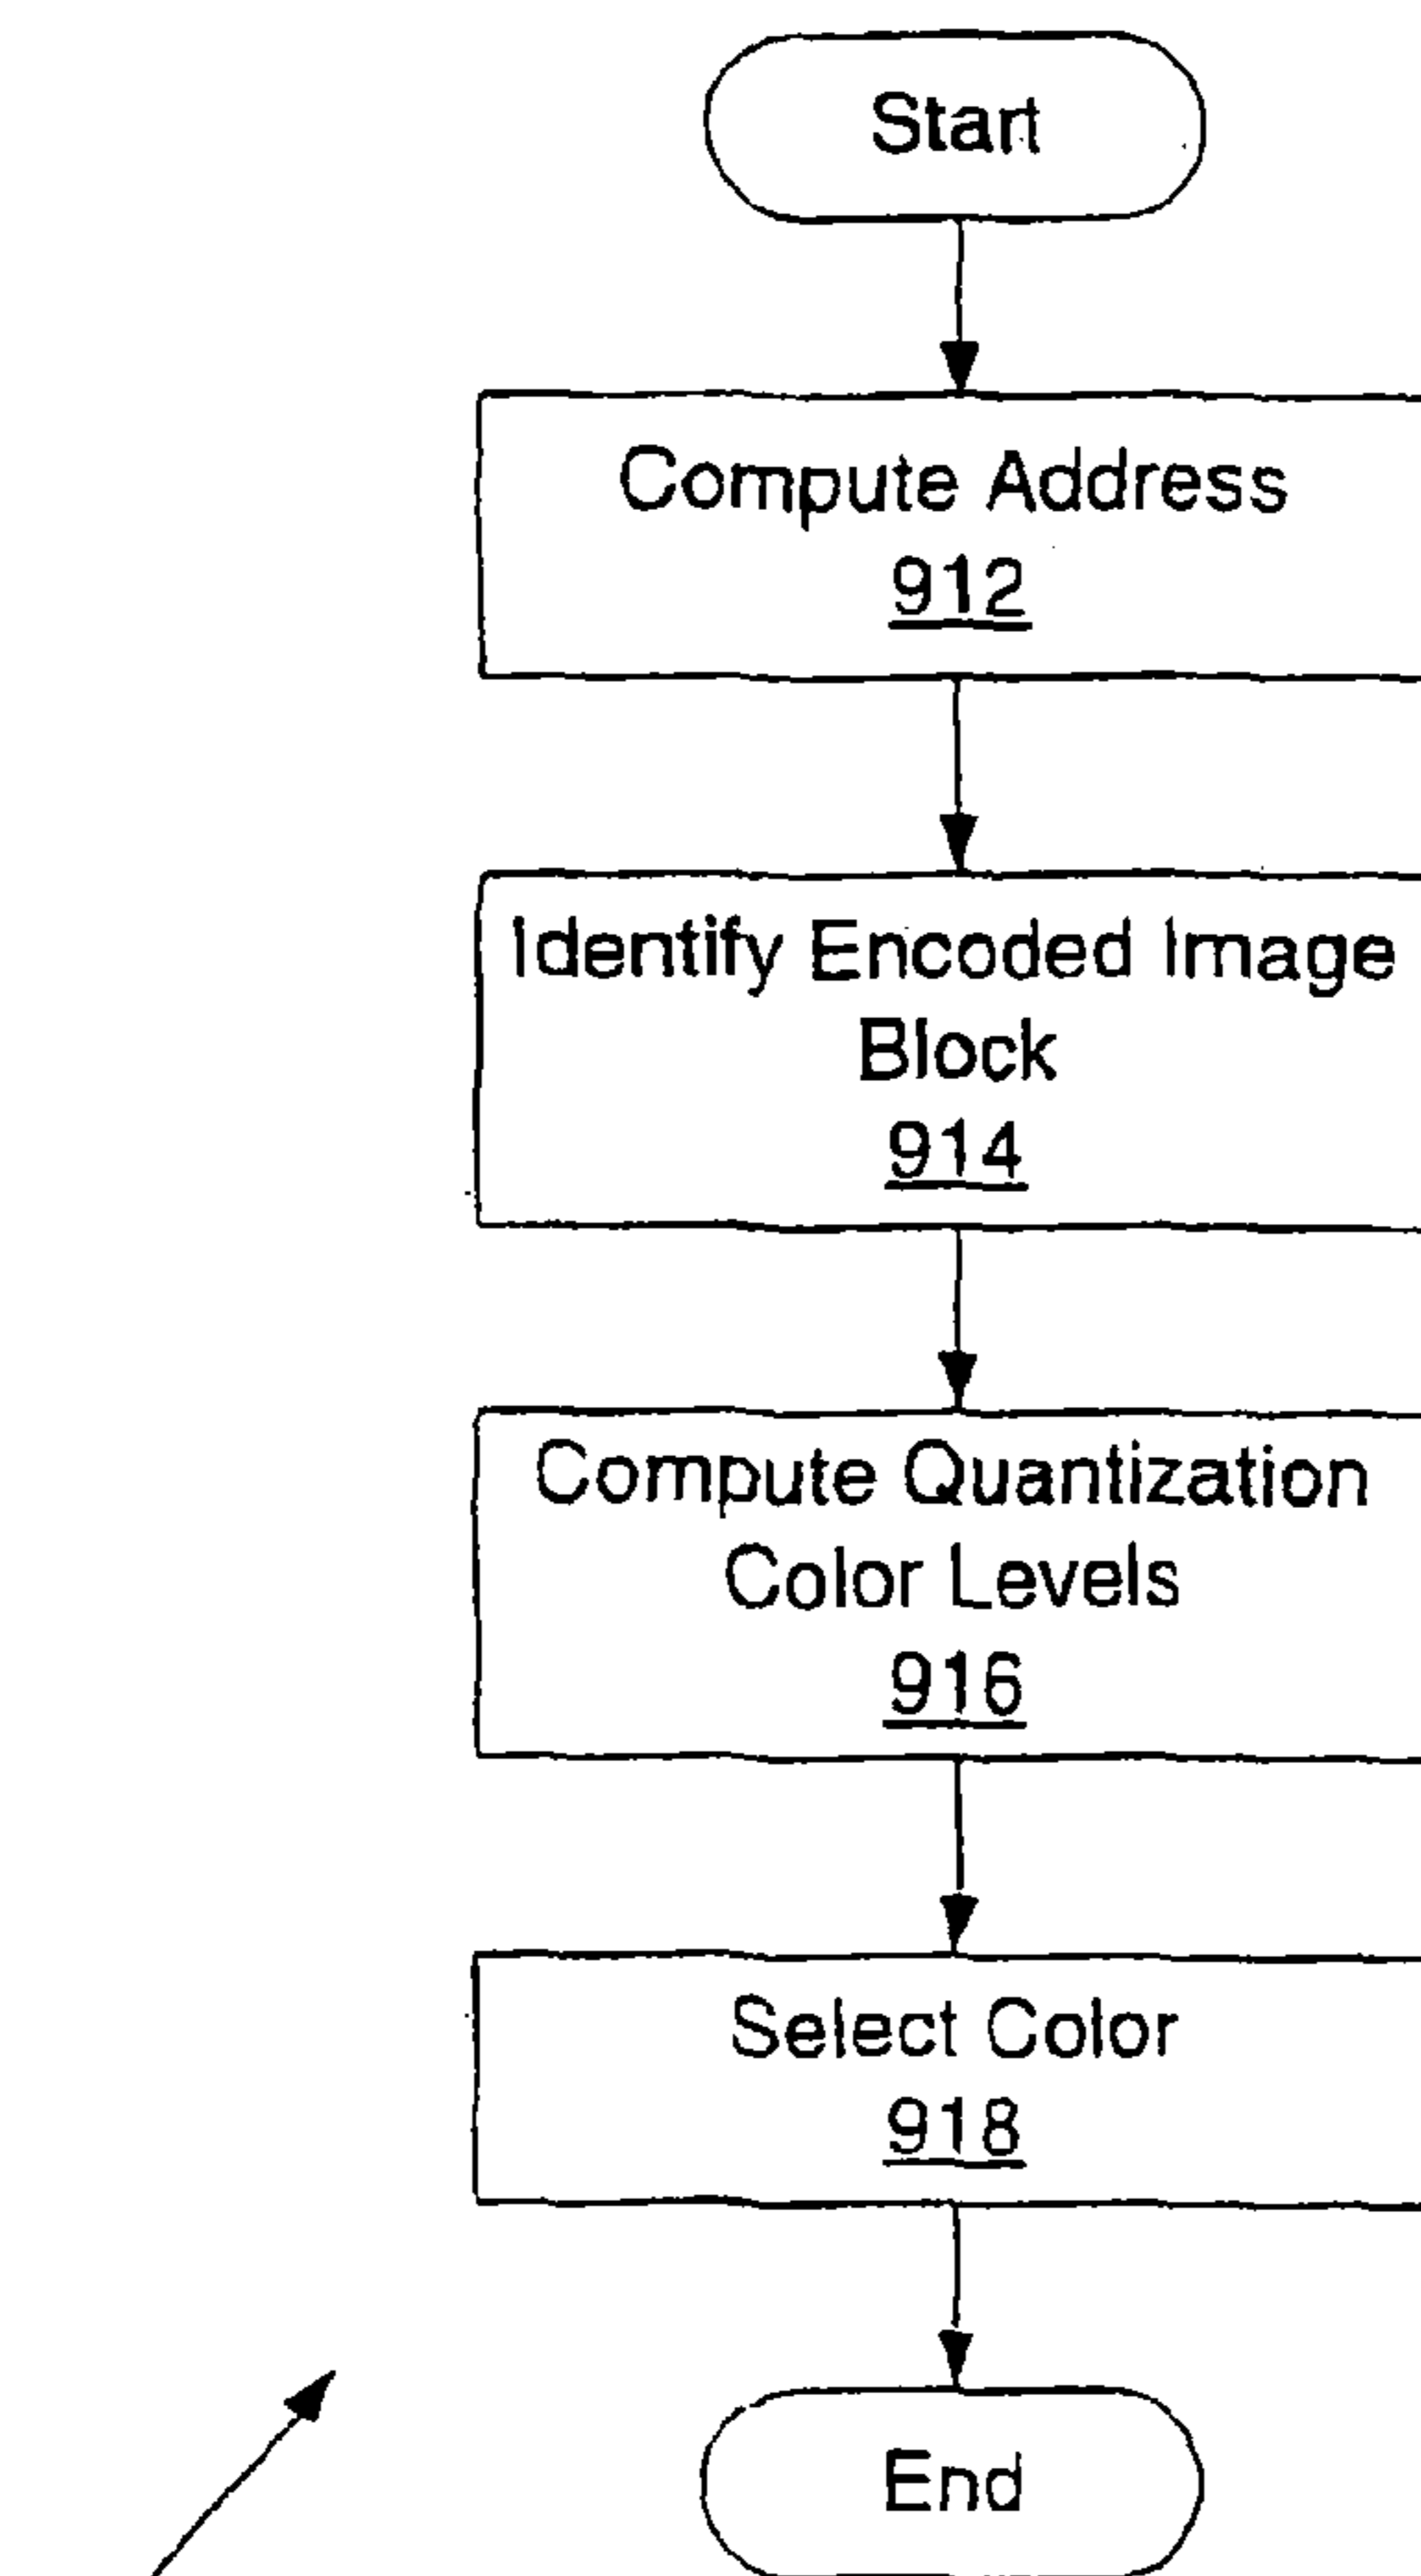 Start
Compute Address
912
Identify Encoded Image
Block
914
Compute Quantization
Color Levels
916
Select Color
918
End